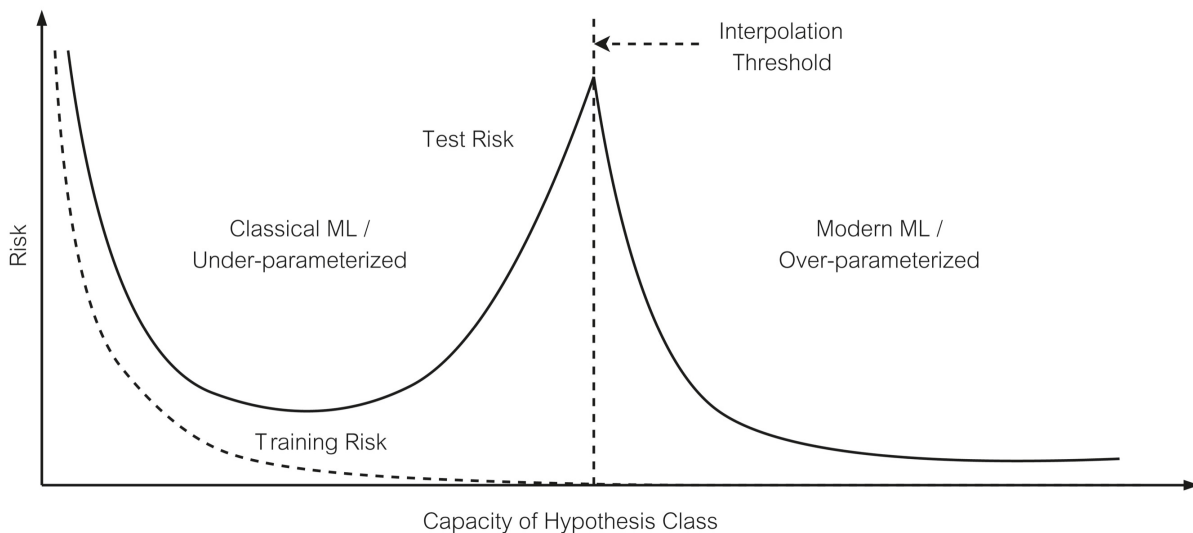 Interpolation
Threshold
Test Risk
Classical ML /
Under-parameterized
Modern ML /
Over-parameterized
Risk
Training Risk
Capacity of Hypothesis Class